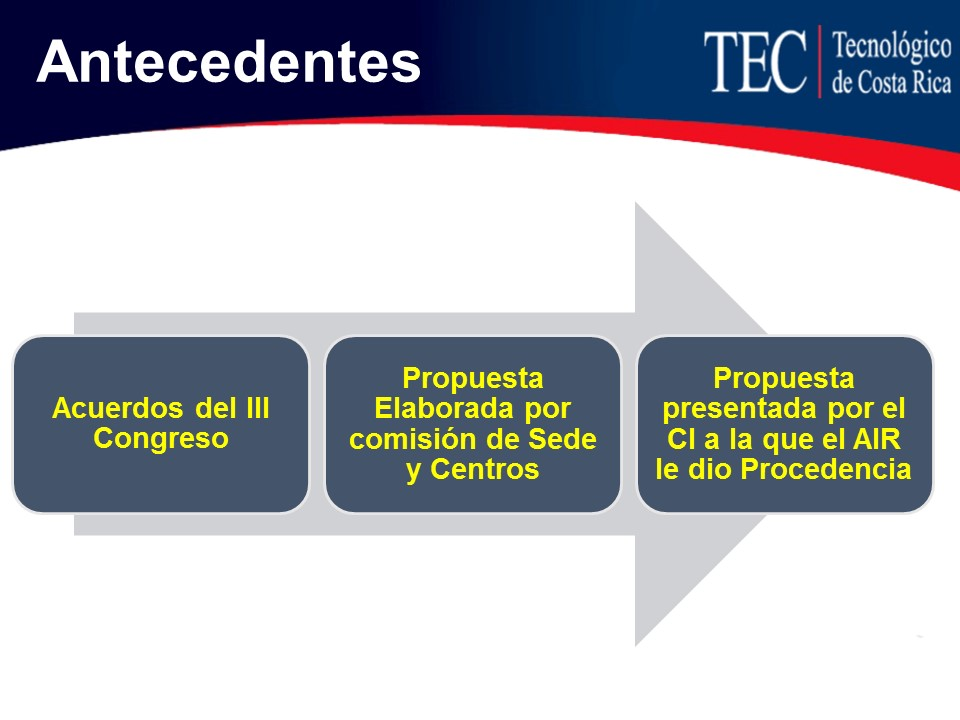 Antecedentes
TEC | Tecnológico
de Costa Rica
Acuerdos del III
Congreso
Propuesta
Elaborada por
comisión de Sede
y Centros
Propuesta
presentada por el
CI a la que el AIR
le dio Procedencia